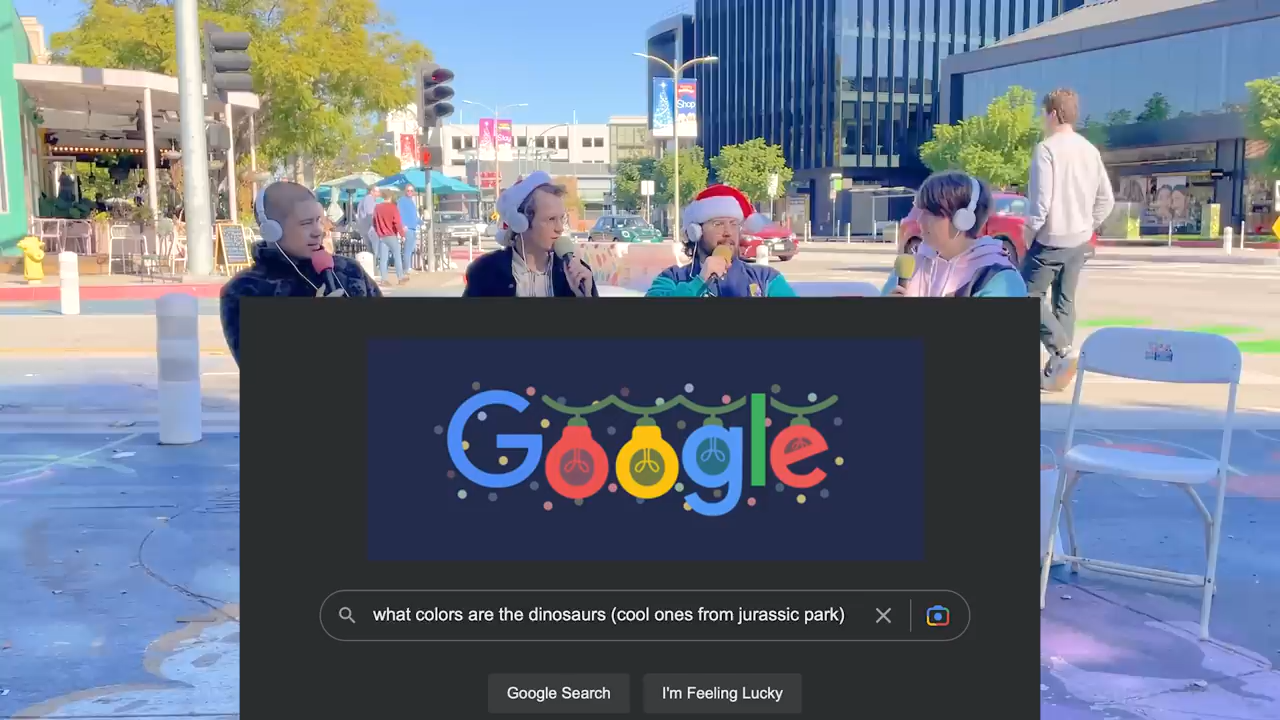 Shop
Google
what colors are the dinosaurs (cool ones from jurassic park)
Google Search
I'm Feeling Lucky